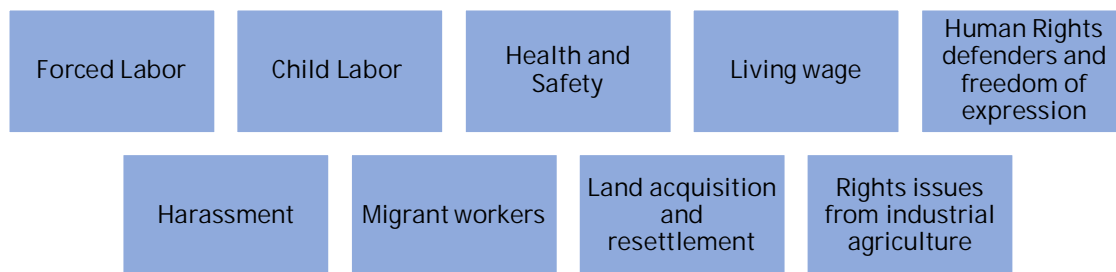 Forced Labor
Child Labor
Health and
Safety
Living wage
Human Rights
defenders and
freedom of
expression
Harassment
Migrant workers
Land acquisition
and
resettlement
Rights issues
from industrial
agriculture